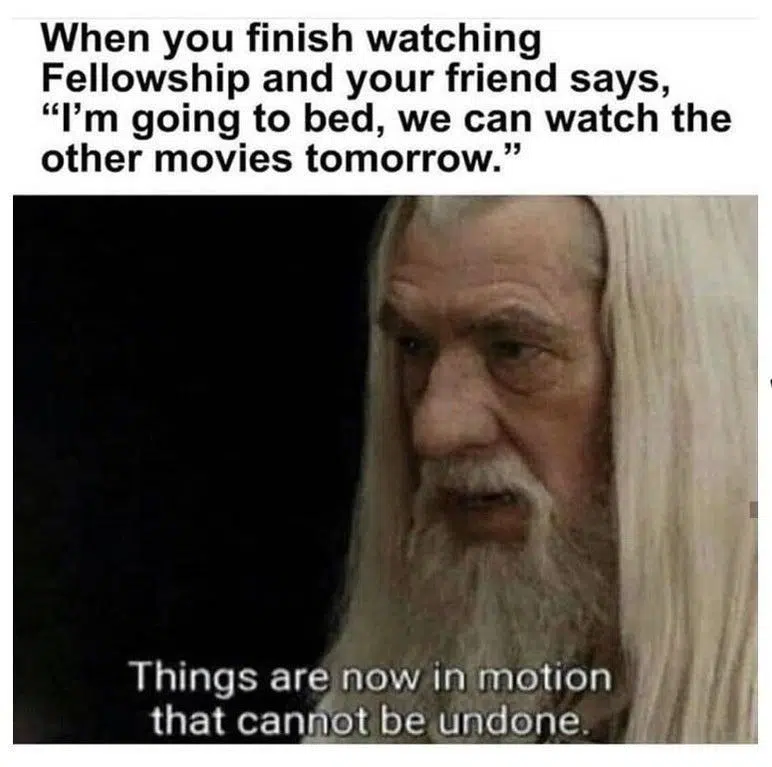 When you finish watching
Fellowship and your friend says,
“I’m going to bed, we can watch the
other movies tomorrow.”
Things are now in motion
that cannot be undone.